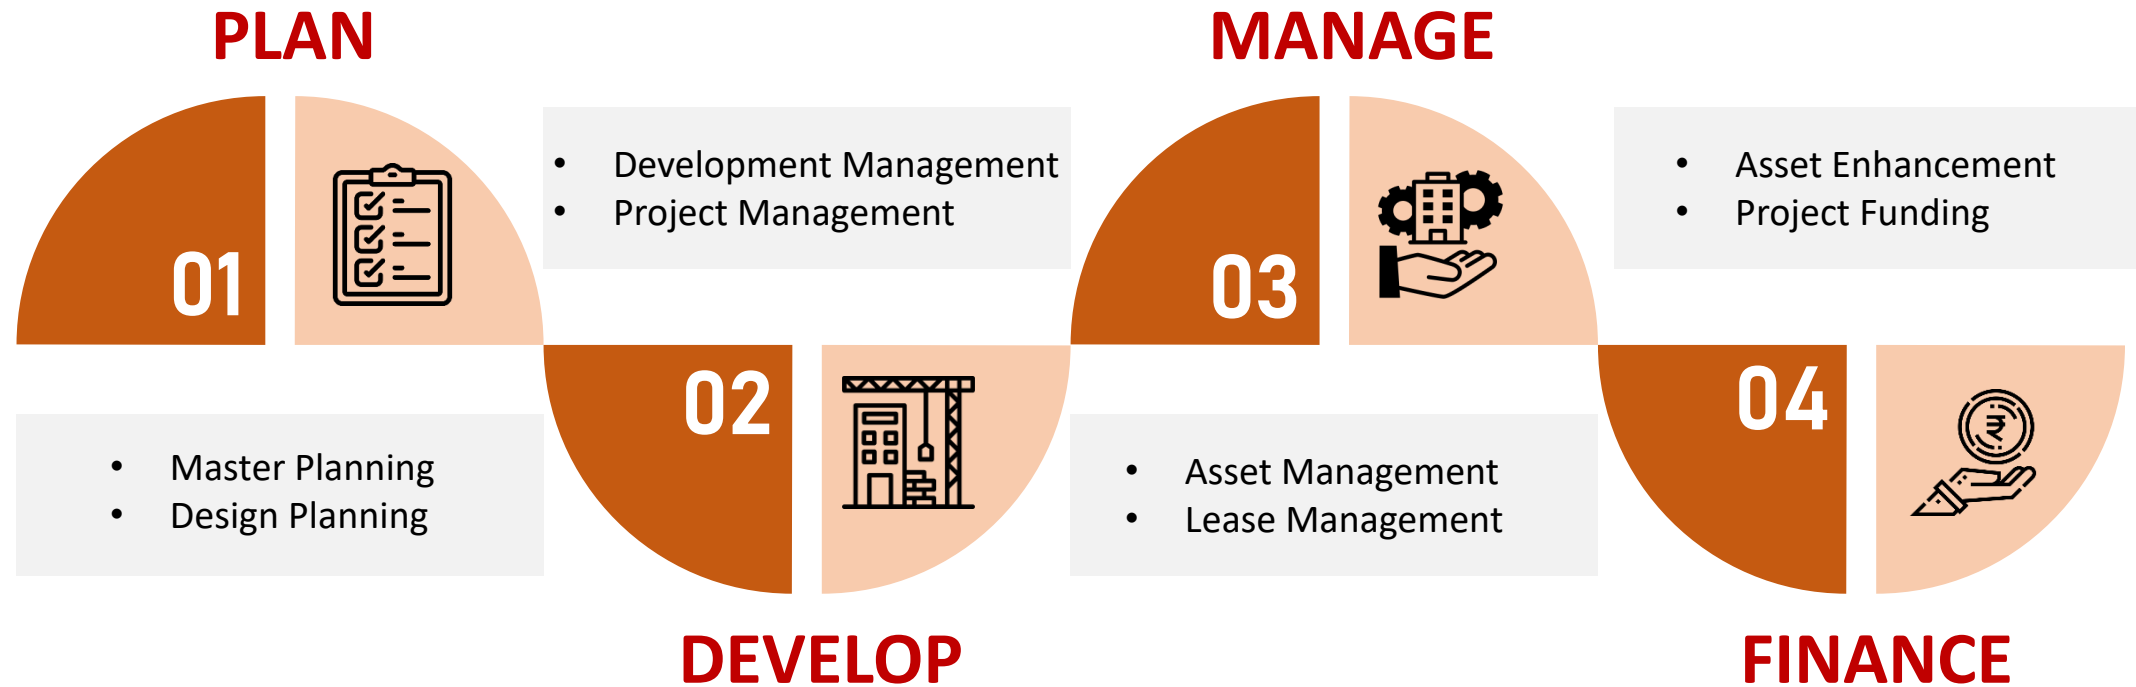 PLAN
01
• Master Planning
• Design Planning
• Development Management
• Project Management
02
DEVELOP
MANAGE
03
• Asset Management
• Lease Management
• Asset Enhancement
• Project Funding
04
₹
FINANCE